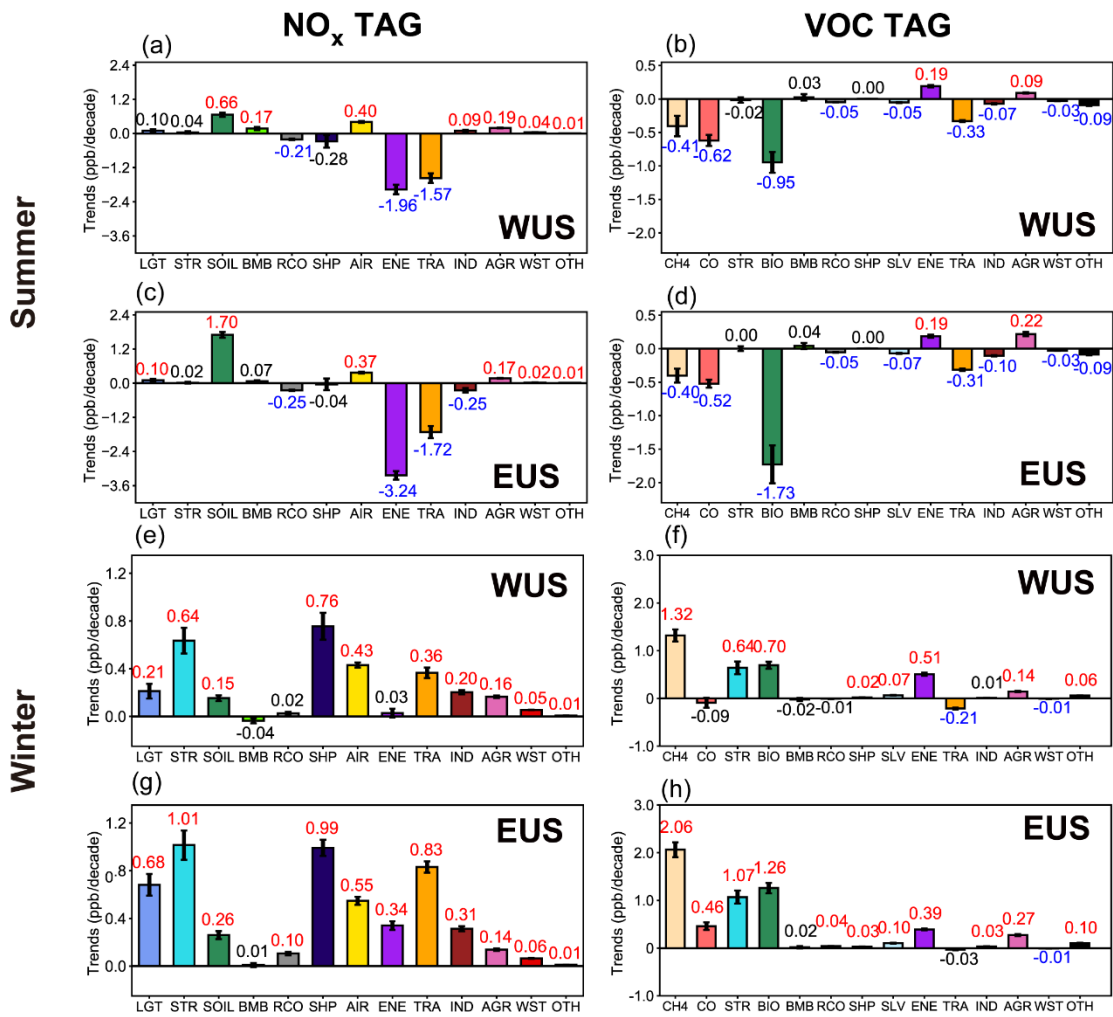 NOx TAG
VOC TAG
Summer
Winter
(a)
Trends (ppb/decade)
2.4
1.2
0.0
−1.2
−2.4
−3.6
0.10 0.04 0.66 0.17 -0.21 -0.28 0.40 -1.96 -1.57 0.09 0.19 0.04 0.01
WUS
LGT STR SOIL BMB RCO SHP AIR ENE TRA IND AGR WST OTH
(b)
Trends (ppb/decade)
0.5
0.0
−0.5
−1.0
−1.5
−2.0
-0.41 -0.62 -0.02 -0.95 0.03 -0.05 0.00 -0.05 0.19 -0.33 -0.07 0.09 -0.03 -0.09
WUS
CH4 CO STR BIO BMB RCO SHP SLV ENE TRA IND AGR WST OTH
(c)
Trends (ppb/decade)
2.4
1.2
0.0
−1.2
−2.4
−3.6
0.10 0.02 1.70 0.07 -0.25 -0.04 0.37 -3.24 -1.72 -0.25 0.17 0.02 0.01
EUS
LGT STR SOIL BMB RCO SHP AIR ENE TRA IND AGR WST OTH
(d)
Trends (ppb/decade)
0.5
0.0
−0.5
−1.0
−1.5
−2.0
-0.40 -0.52 0.00 -1.73 0.04 -0.05 0.00 -0.07 0.19 -0.31 -0.10 0.22 -0.03 -0.09
EUS
CH4 CO STR BIO BMB RCO SHP SLV ENE TRA IND AGR WST OTH
(e)
Trends (ppb/decade)
1.2
0.8
0.4
0.0
0.21 0.64 0.15 -0.04 0.02 0.76 0.43 0.03 0.36 0.20 0.16 0.05 0.01
WUS
LGT STR SOIL BMB RCO SHP AIR ENE TRA IND AGR WST OTH
(f)
Trends (ppb/decade)
3.0
2.0
1.0
0.0
-1.0
1.32 -0.09 0.64 0.70 -0.02 -0.01 0.02 0.07 0.51 -0.21 0.01 0.14 -0.01 0.06
WUS
CH4 CO STR BIO BMB RCO SHP SLV ENE TRA IND AGR WST OTH
(g)
Trends (ppb/decade)
1.2
0.8
0.4
0.0
0.68 1.01 0.26 0.01 0.10 0.99 0.55 0.34 0.83 0.31 0.14 0.06 0.01
EUS
LGT STR SOIL BMB RCO SHP AIR ENE TRA IND AGR WST OTH
(h)
Trends (ppb/decade)
3.0
2.0
1.0
0
-1.0
2.06 0.46 1.07 1.26 0.02 0.04 0.03 0.10 0.39 -0.03 0.03 0.27 -0.01 0.10
EUS
CH4 CO STR BIO BMB RCO SHP SLV ENE TRA IND AGR WST OTH